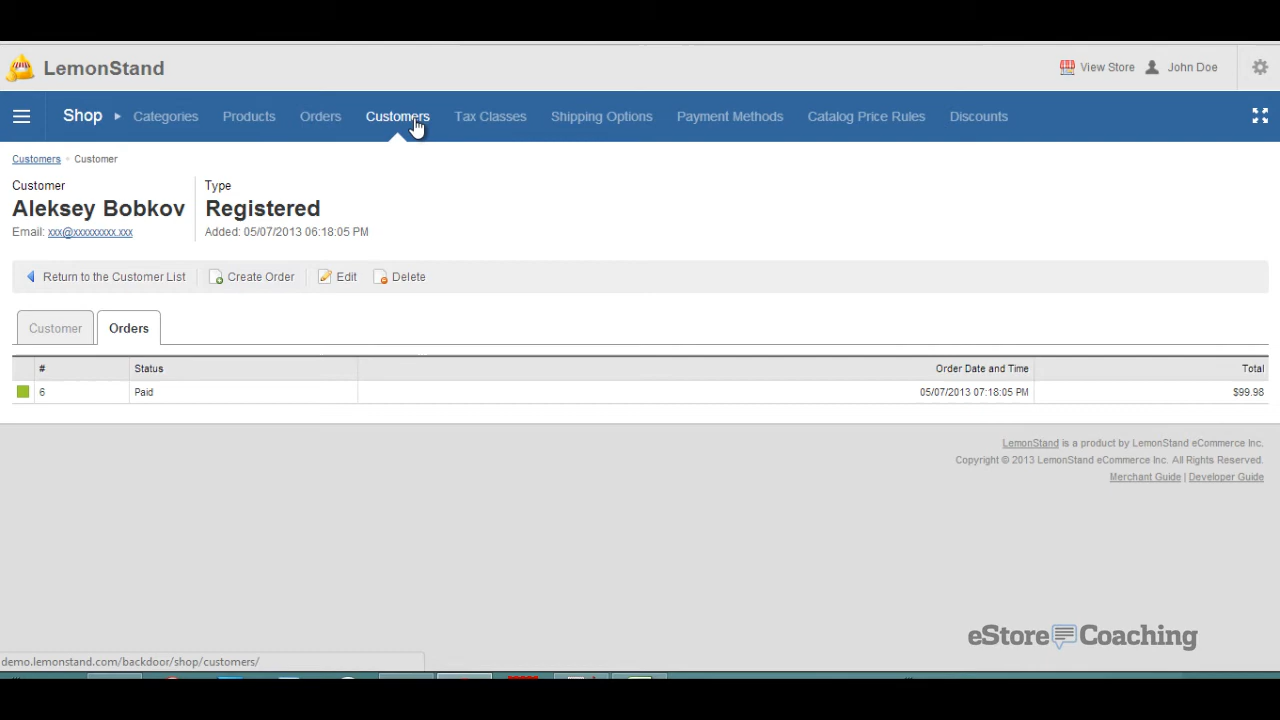 LemonStand
View Store
John Doe
Shop
Categories
Products
Orders
Customers
Tax Classes
Shipping Options
Payment Methods
Catalog Price Rules
Discounts
Customers • Customer
Customer
Aleksey Bobkov
Email: xxx@xxxxxxxxx.xxx
Type
Registered
Added: 05/07/2013 06:18:05 PM
Return to the Customer List
Create Order
Edit
Delete
Customer
Orders
# Status Order Date and Time Total
6 Paid 05/07/2013 07:18:05 PM $99.98
LemonStand is a product by LemonStand eCommerce Inc.
Copyright © 2013 LemonStand eCommerce Inc. All Rights Reserved.
Merchant Guide | Developer Guide
eStore Coaching
demo.lemonstand.com/backdoor/shop/customers/